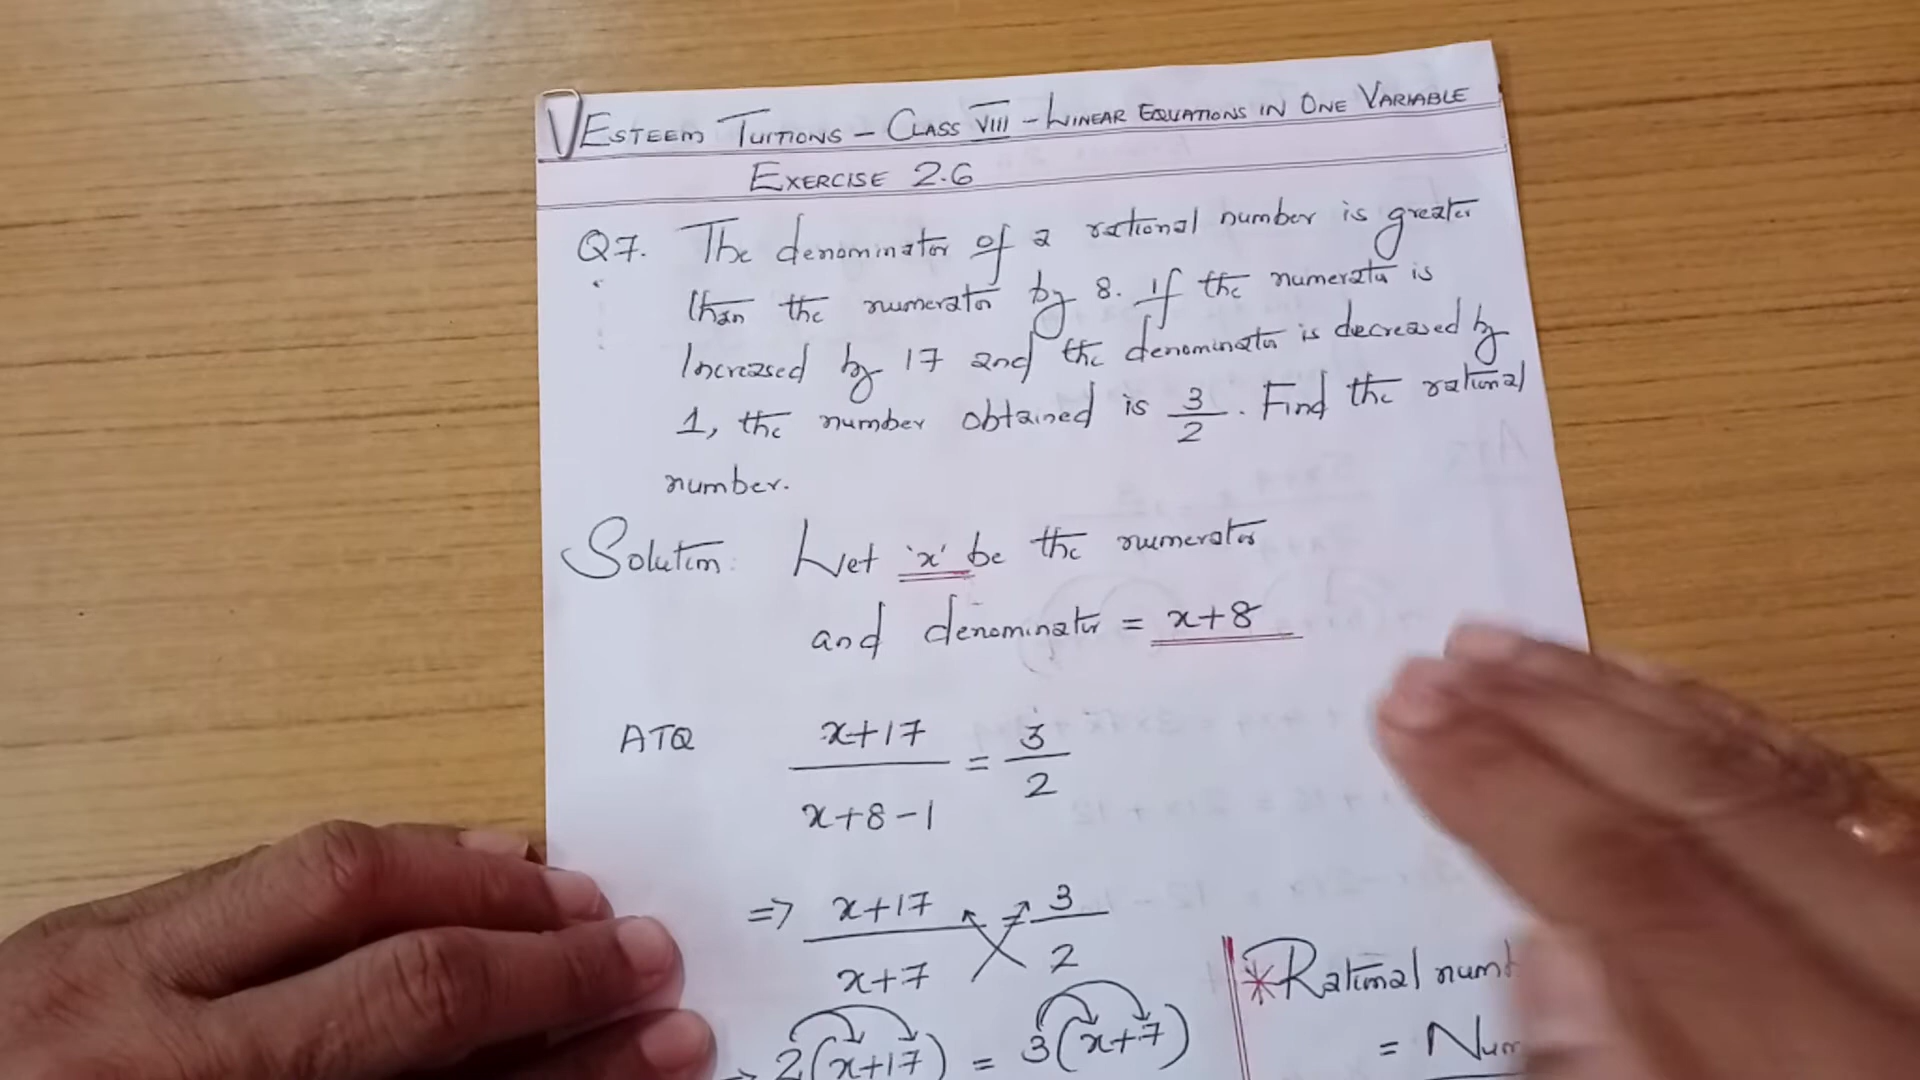 VESTEEM TUITIONS – CLASS VIII – LINEAR EQUATIONS IN ONE VARIABLE
EXERCISE 2.6
Q7. The denominator of a rational number is greater
than the numerator by 8. If the numerator is
increased by 17 and the denominator is decreased by
1, the number obtained is 3/2. Find the rational
number.
Solution: Let 'x' be the numerator
and denominator = x+8
ATQ (x+17)/(x+8-1) = 3/2
=> (x+17)/(x+7) = 3/2
2(x+17) = 3(x+7)
*Rational
=